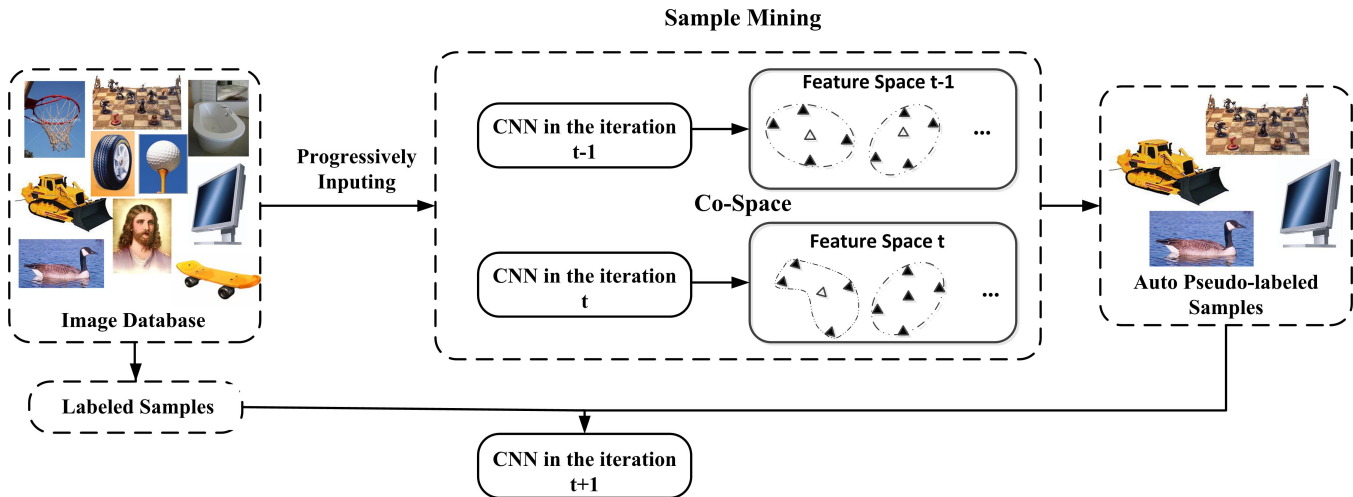 Sample Mining
Feature Space t-1
CNN in the iteration
t-1
...
Progressively
Inputing
Co-Space
Feature Space t
CNN in the iteration
t
...
Image Database
Auto Pseudo-labeled
Samples
Labeled Samples
CNN in the iteration
t+1